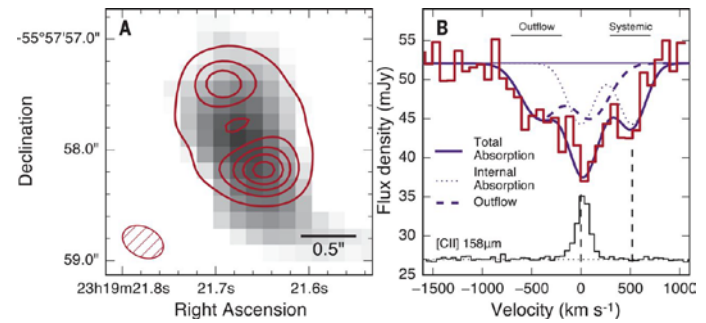 A
-55°57'57.0"
58.0"
59.0"
Declination
0.5"
23h19m21.8s 21.7s 21.6s
Right Ascension
B
Outflow Systemic
55
50
45
40
35
30
25
Flux density (mJy)
Total
Absorption
Internal
Absorption
Outflow
[CII] 158μm
-1500 -1000 -500 0 500 1000
Velocity (km s-1)